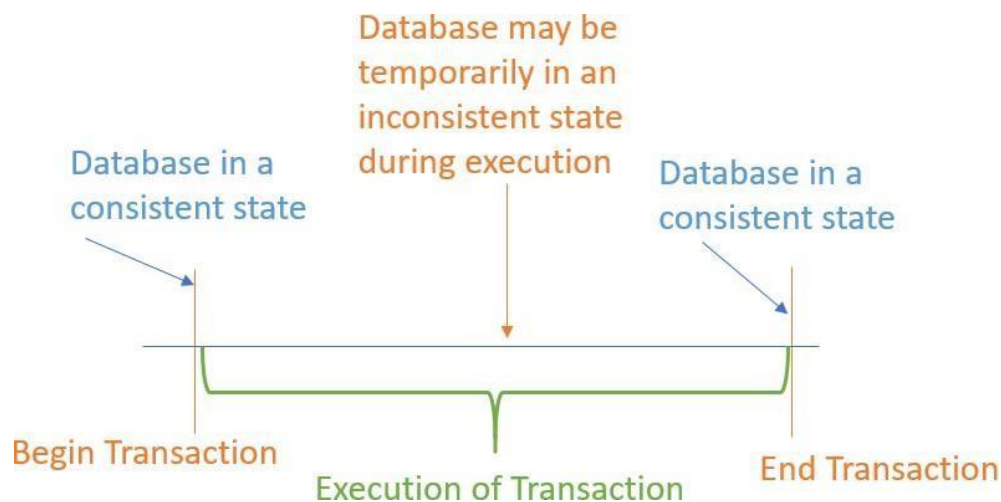 Database may be
temporarily in an
inconsistent state
during execution
Database in a
consistent state
Database in a
consistent state
Begin Transaction
Execution of Transaction
End Transaction